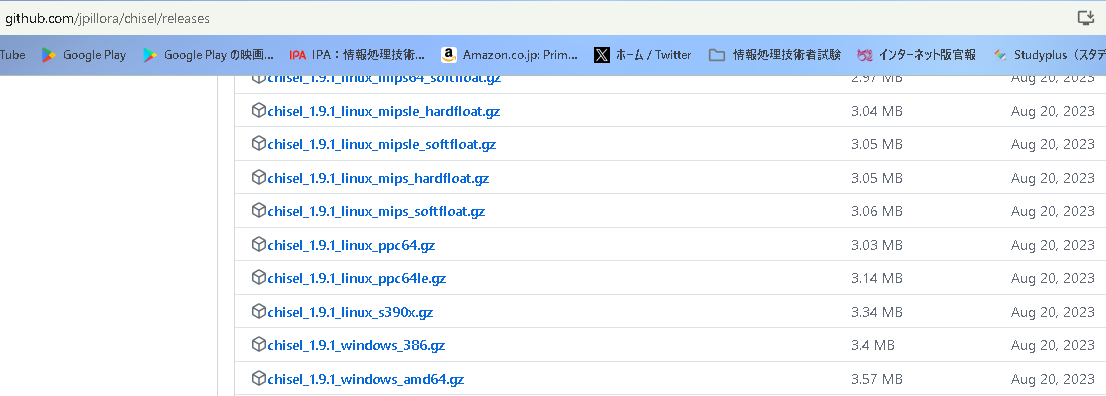 github.com/jpillora/chisel/releases
Tube Google Play Google Play の映画... IPA IPA：情報処理技術... Amazon.co.jp: Prim... ホーム / Twitter 情報処理技術者試験 インターネット版官報 Studyplus（スタデ
chisel_1.9.1_linux_mips64_softfloat.gz 2.97 MB Aug 20, 2023
chisel_1.9.1_linux_mipsle_hardfloat.gz 3.04 MB Aug 20, 2023
chisel_1.9.1_linux_mipsle_softfloat.gz 3.05 MB Aug 20, 2023
chisel_1.9.1_linux_mips_hardfloat.gz 3.05 MB Aug 20, 2023
chisel_1.9.1_linux_mips_softfloat.gz 3.06 MB Aug 20, 2023
chisel_1.9.1_linux_ppc64.gz 3.03 MB Aug 20, 2023
chisel_1.9.1_linux_ppc64le.gz 3.14 MB Aug 20, 2023
chisel_1.9.1_linux_s390x.gz 3.34 MB Aug 20, 2023
chisel_1.9.1_windows_386.gz 3.4 MB Aug 20, 2023
chisel_1.9.1_windows_amd64.gz 3.57 MB Aug 20, 2023